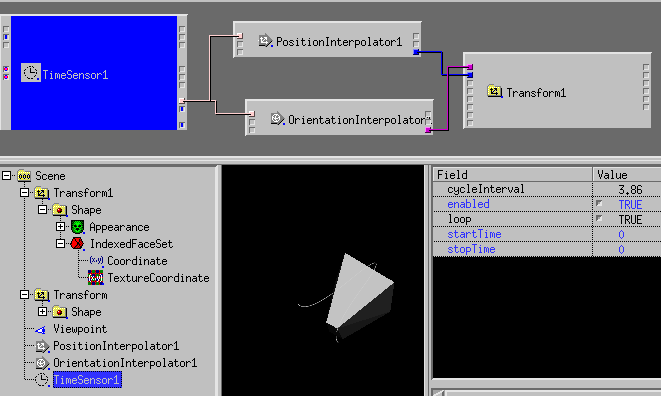 PositionInterpolator1
TimeSensor1
Transform1
OrientationInterpolator
Scene
Transform1
Shape
Appearance
IndexedFaceSet
Coordinate
TextureCoordinate
Transform
Shape
Viewpoint
PositionInterpolator1
OrientationInterpolator1
TimeSensor1
Field Value
cycleInterval 3.86
enabled TRUE
loop TRUE
startTime 0
stopTime 0